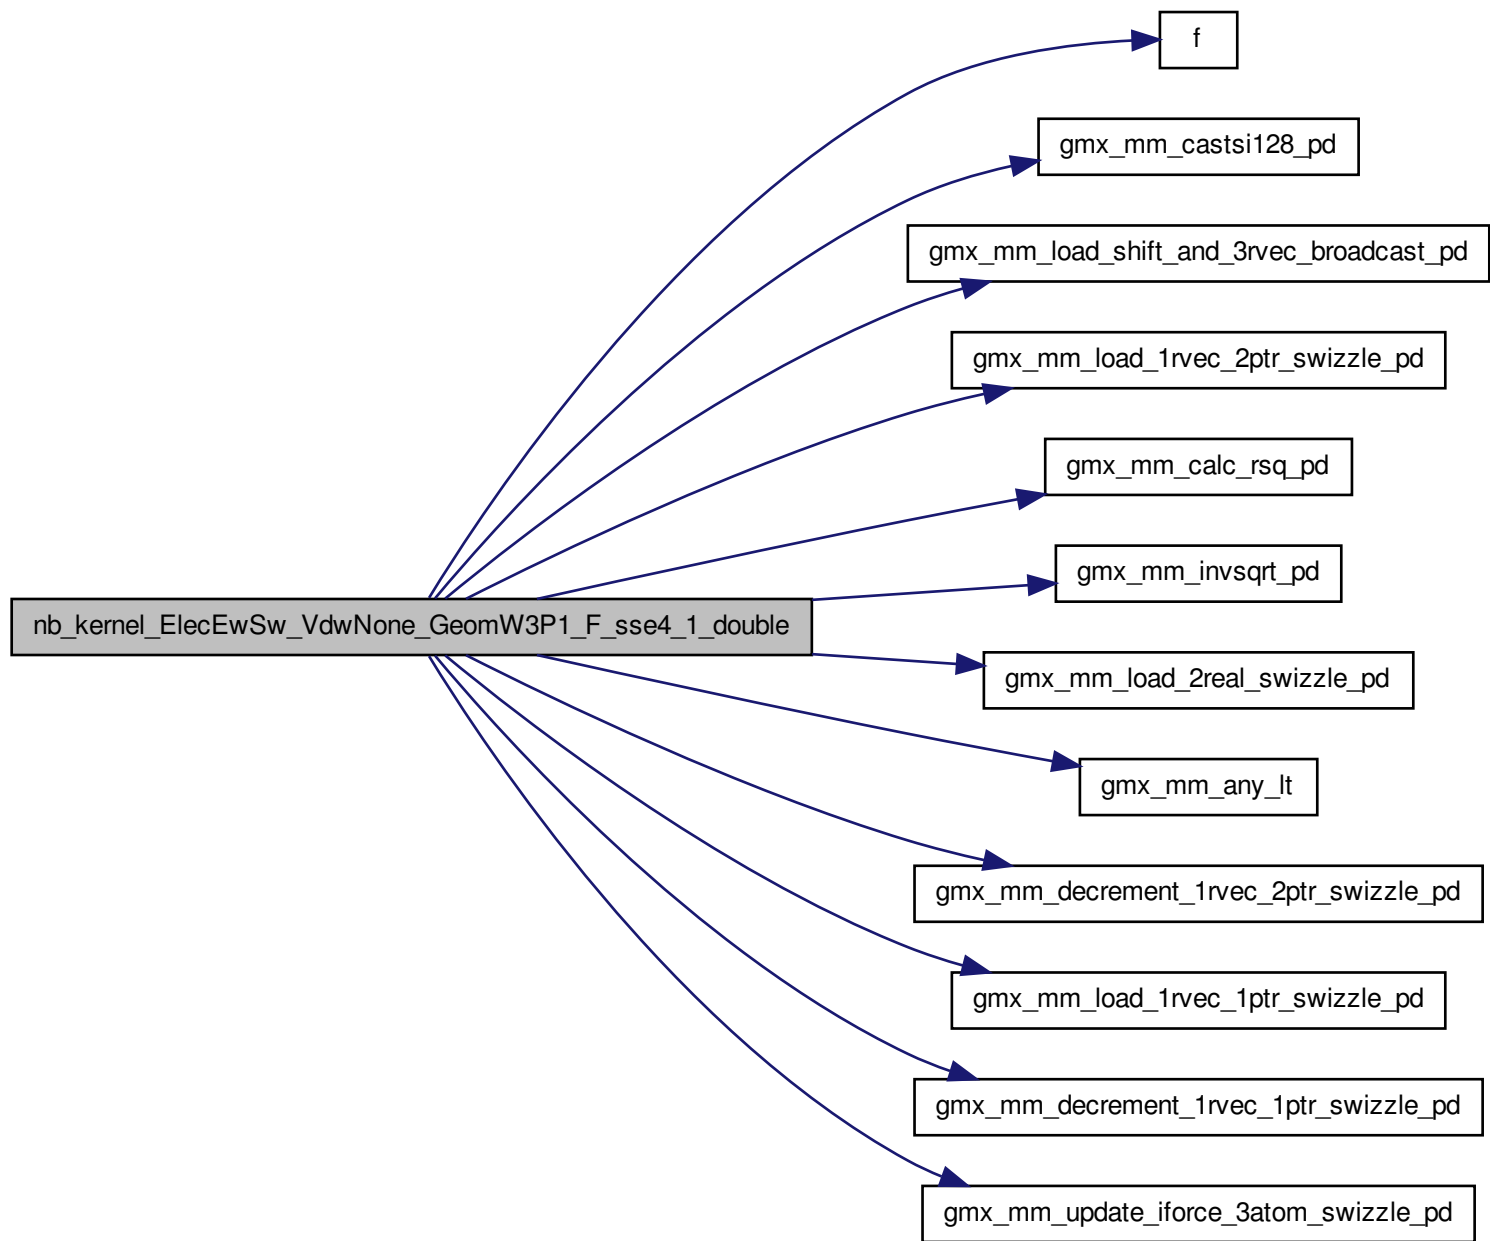 f
gmx_mm_castsi128_pd
gmx_mm_load_shift_and_3rvec_broadcast_pd
gmx_mm_load_1rvec_2ptr_swizzle_pd
gmx_mm_calc_rsq_pd
gmx_mm_invsqrt_pd
nb_kernel_ElecEwSw_VdwNone_GeomW3P1_F_sse4_1_double
gmx_mm_load_2real_swizzle_pd
gmx_mm_any_lt
gmx_mm_decrement_1rvec_2ptr_swizzle_pd
gmx_mm_load_1rvec_1ptr_swizzle_pd
gmx_mm_decrement_1rvec_1ptr_swizzle_pd
gmx_mm_update_iforce_3atom_swizzle_pd